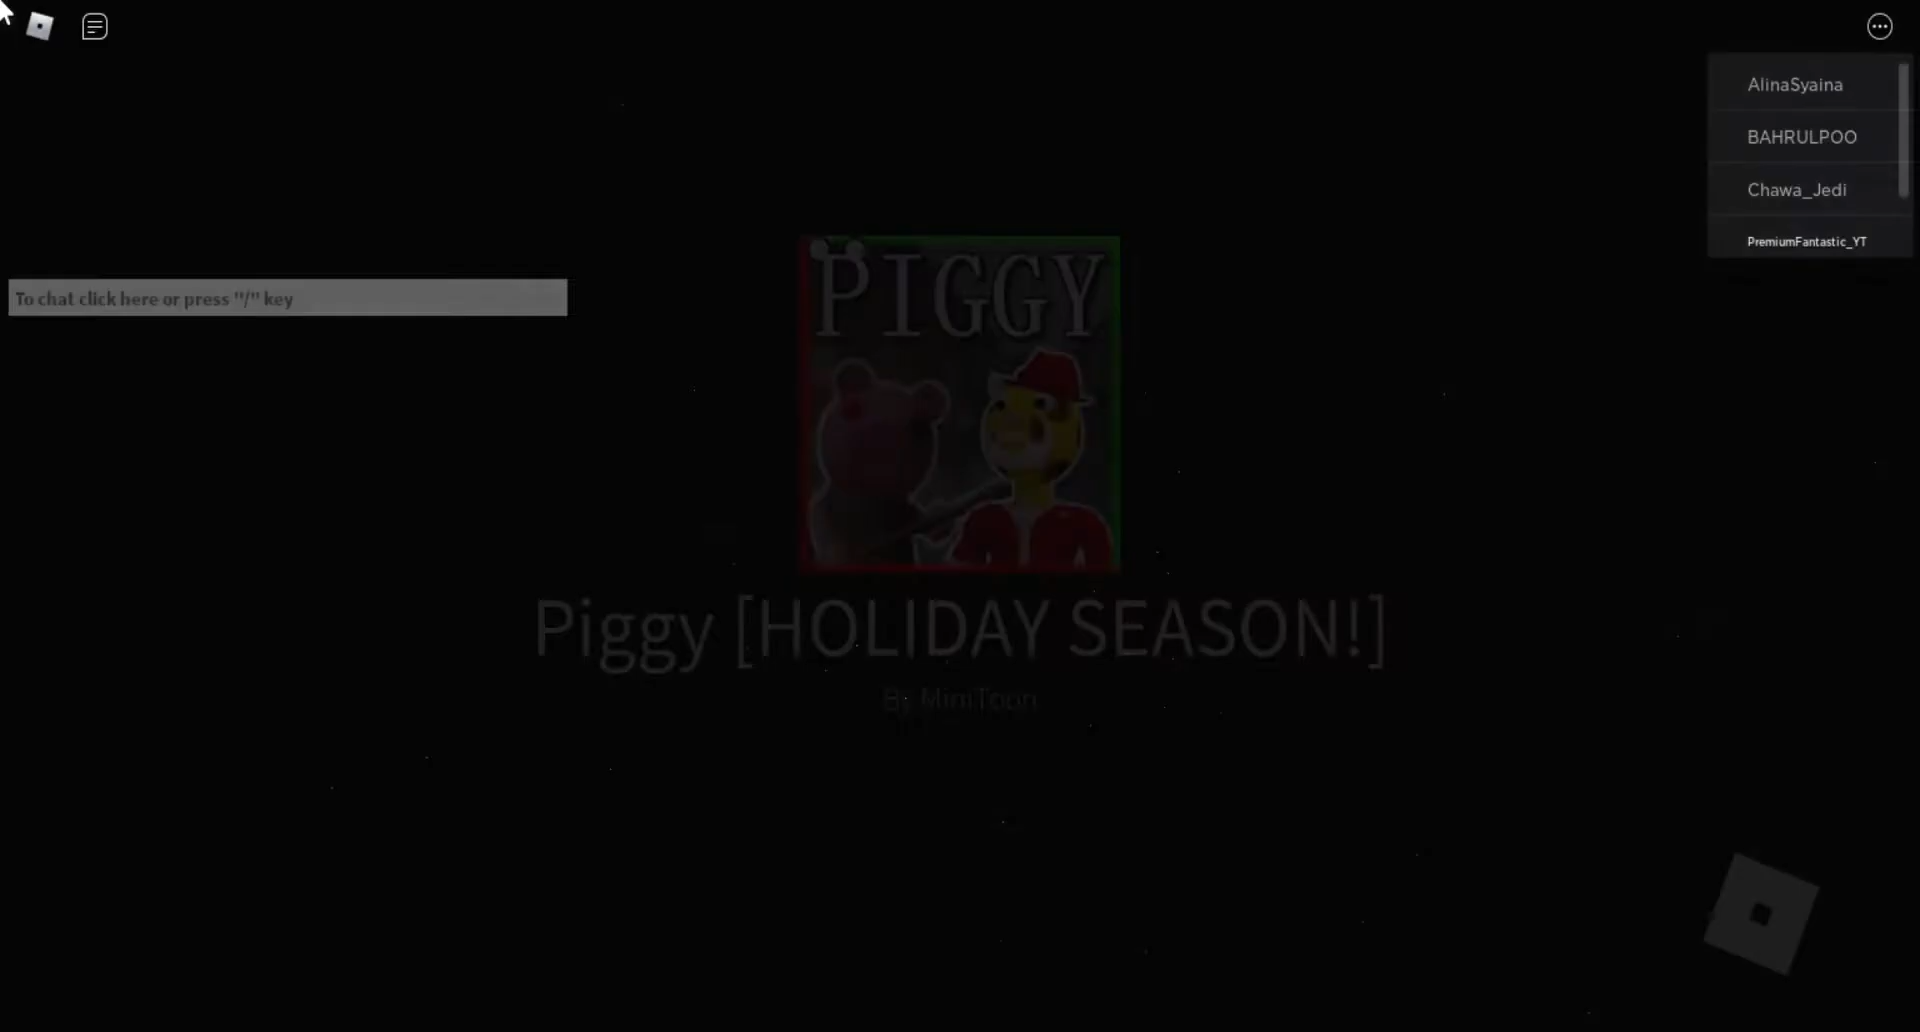 AlinaSyaina
BAHRULPOO
Chawa_Jedi
PremiumFantastic_YT
To chat click here or press "/" key
PIGGY
Piggy [HOLIDAY SEASON!]
By MiniToon